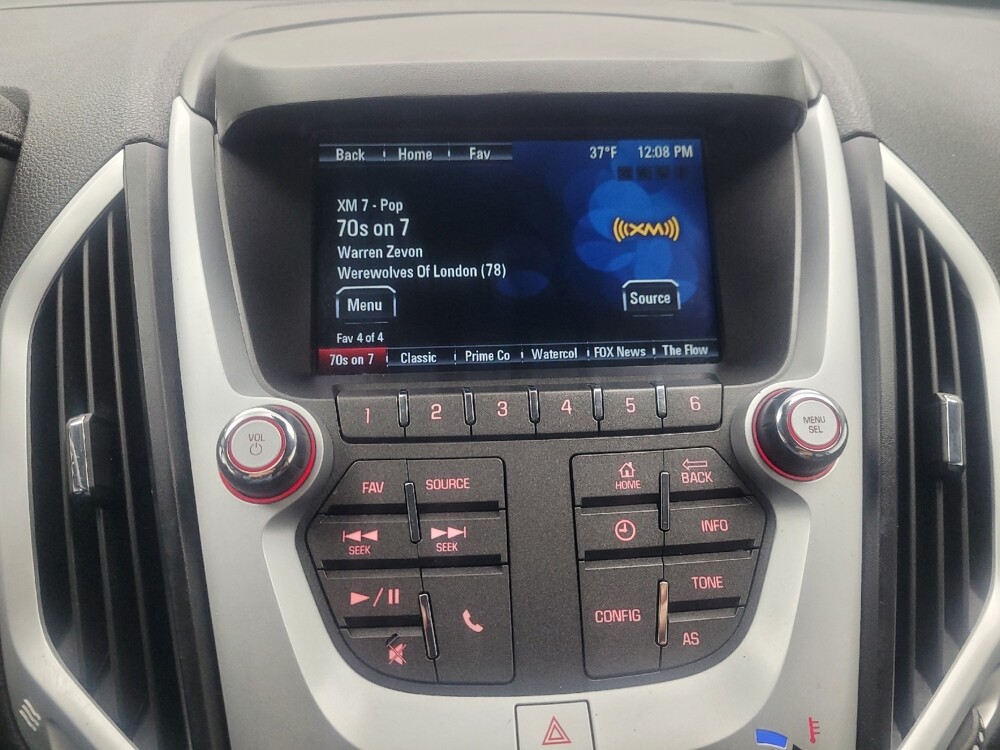 Back Home Fav 37°F 12:08 PM
XM 7 - Pop
70s on 7
XM
Warren Zevon
Werewolves Of London (78)
Menu
Source
Fav 4 of 4
70s on 7 Classic Prime Co Watercol FOX News The Flow
1 2 3 4 5 6
VOL
MENU
SEL
FAV SOURCE
HOME
BACK
SEEK SEEK
INFO
TONE
CONFIG
AS